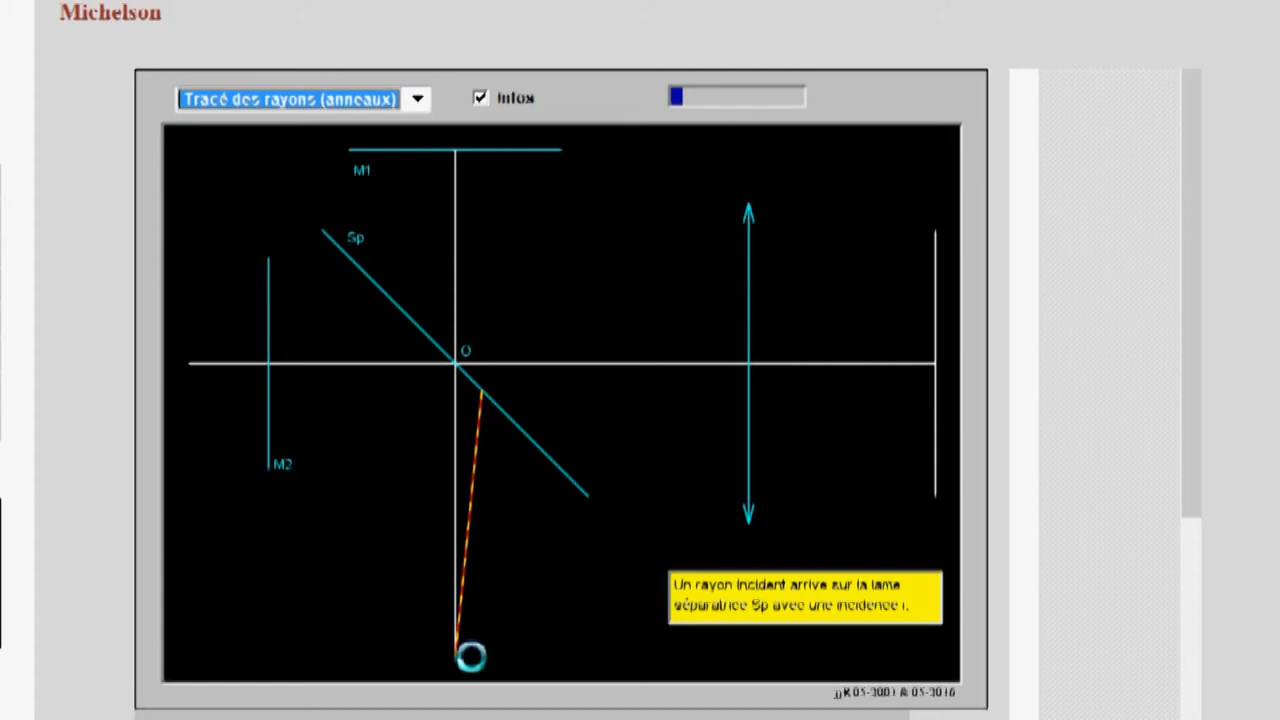 Michelson
Tracé des rayons (anneaux)
Infos
M1
Sp
O
M2
Un rayon incident arrive sur la lame
séparatrice Sp avec une incidence i.